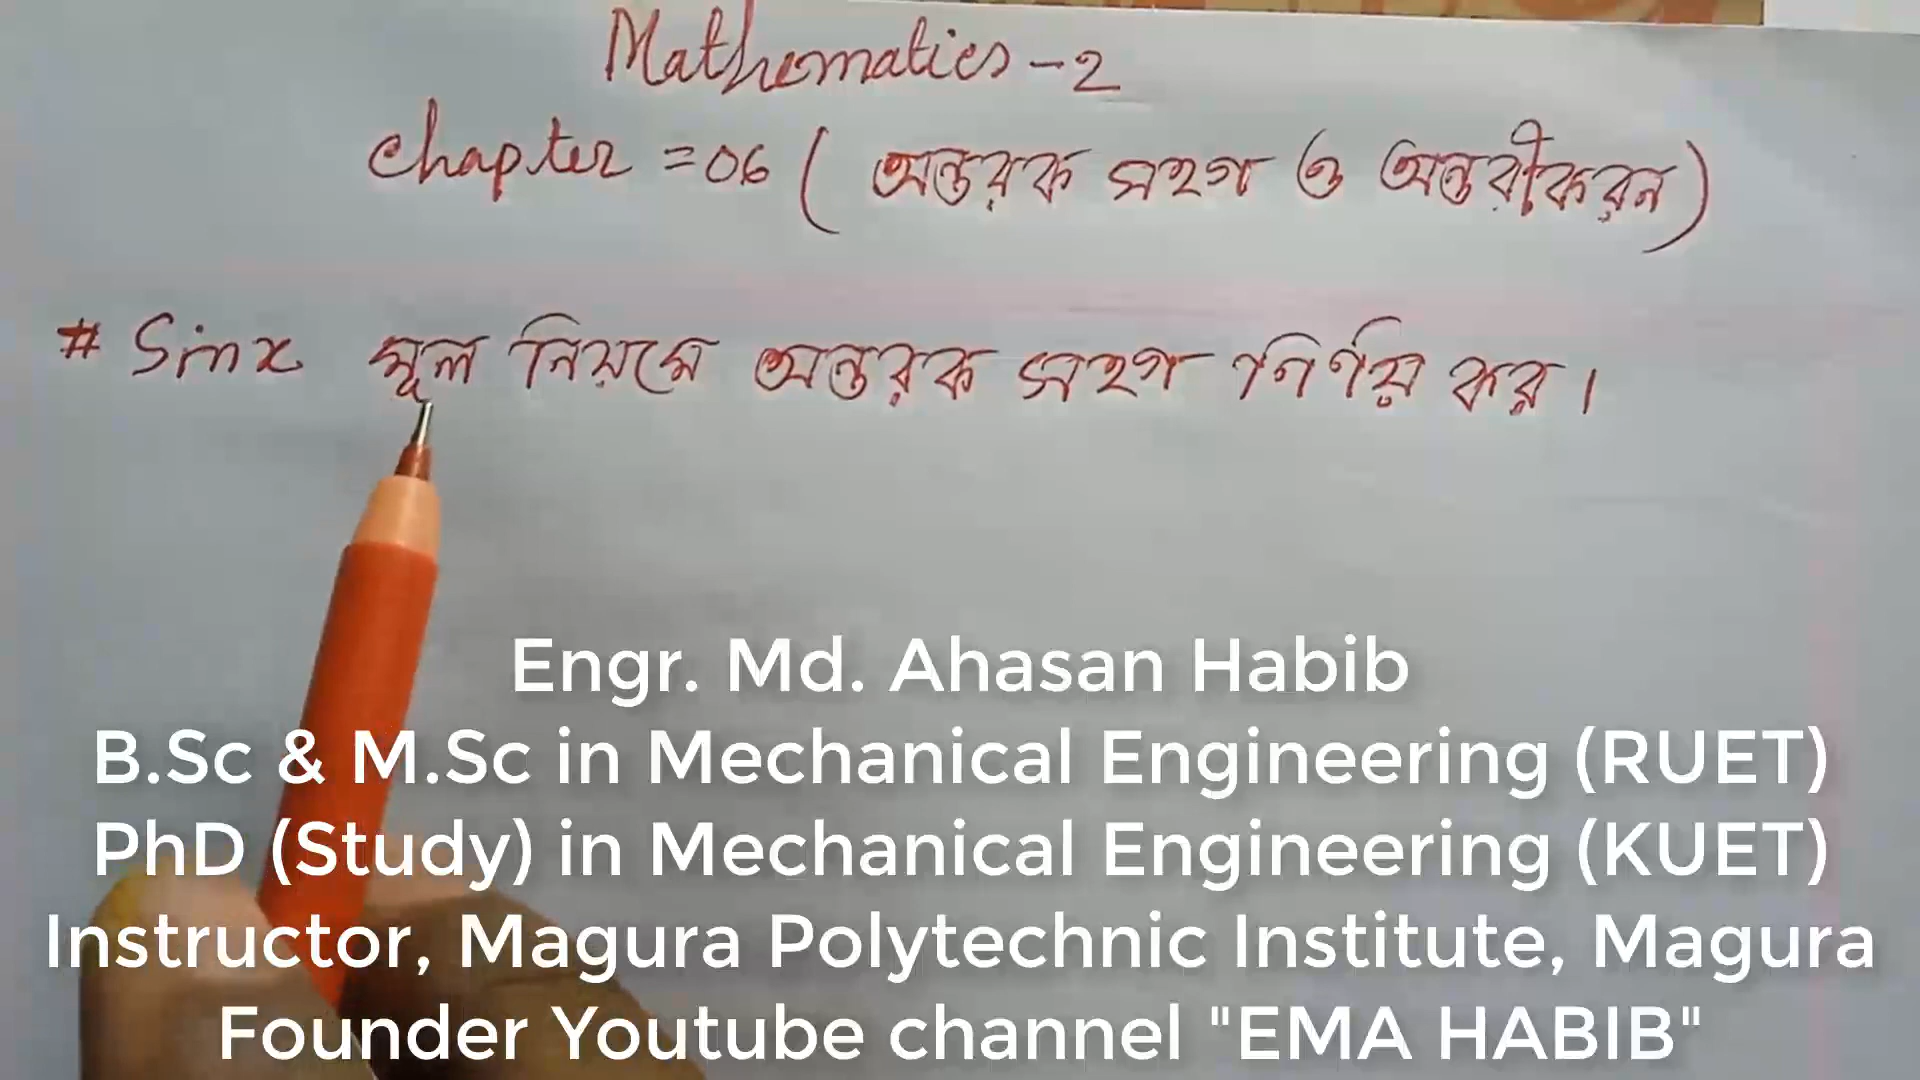 Mathematics-2
chapter = 06 ( অন্তরক সহগ ও অন্তরীকরন )
# Sinx মূল নিয়মে অন্তরক সহগ নির্ণয় কর।
Engr. Md. Ahasan Habib
B.Sc & M.Sc in Mechanical Engineering (RUET)
PhD (Study) in Mechanical Engineering (KUET)
Instructor, Magura Polytechnic Institute, Magura
Founder Youtube channel "EMA HABIB"